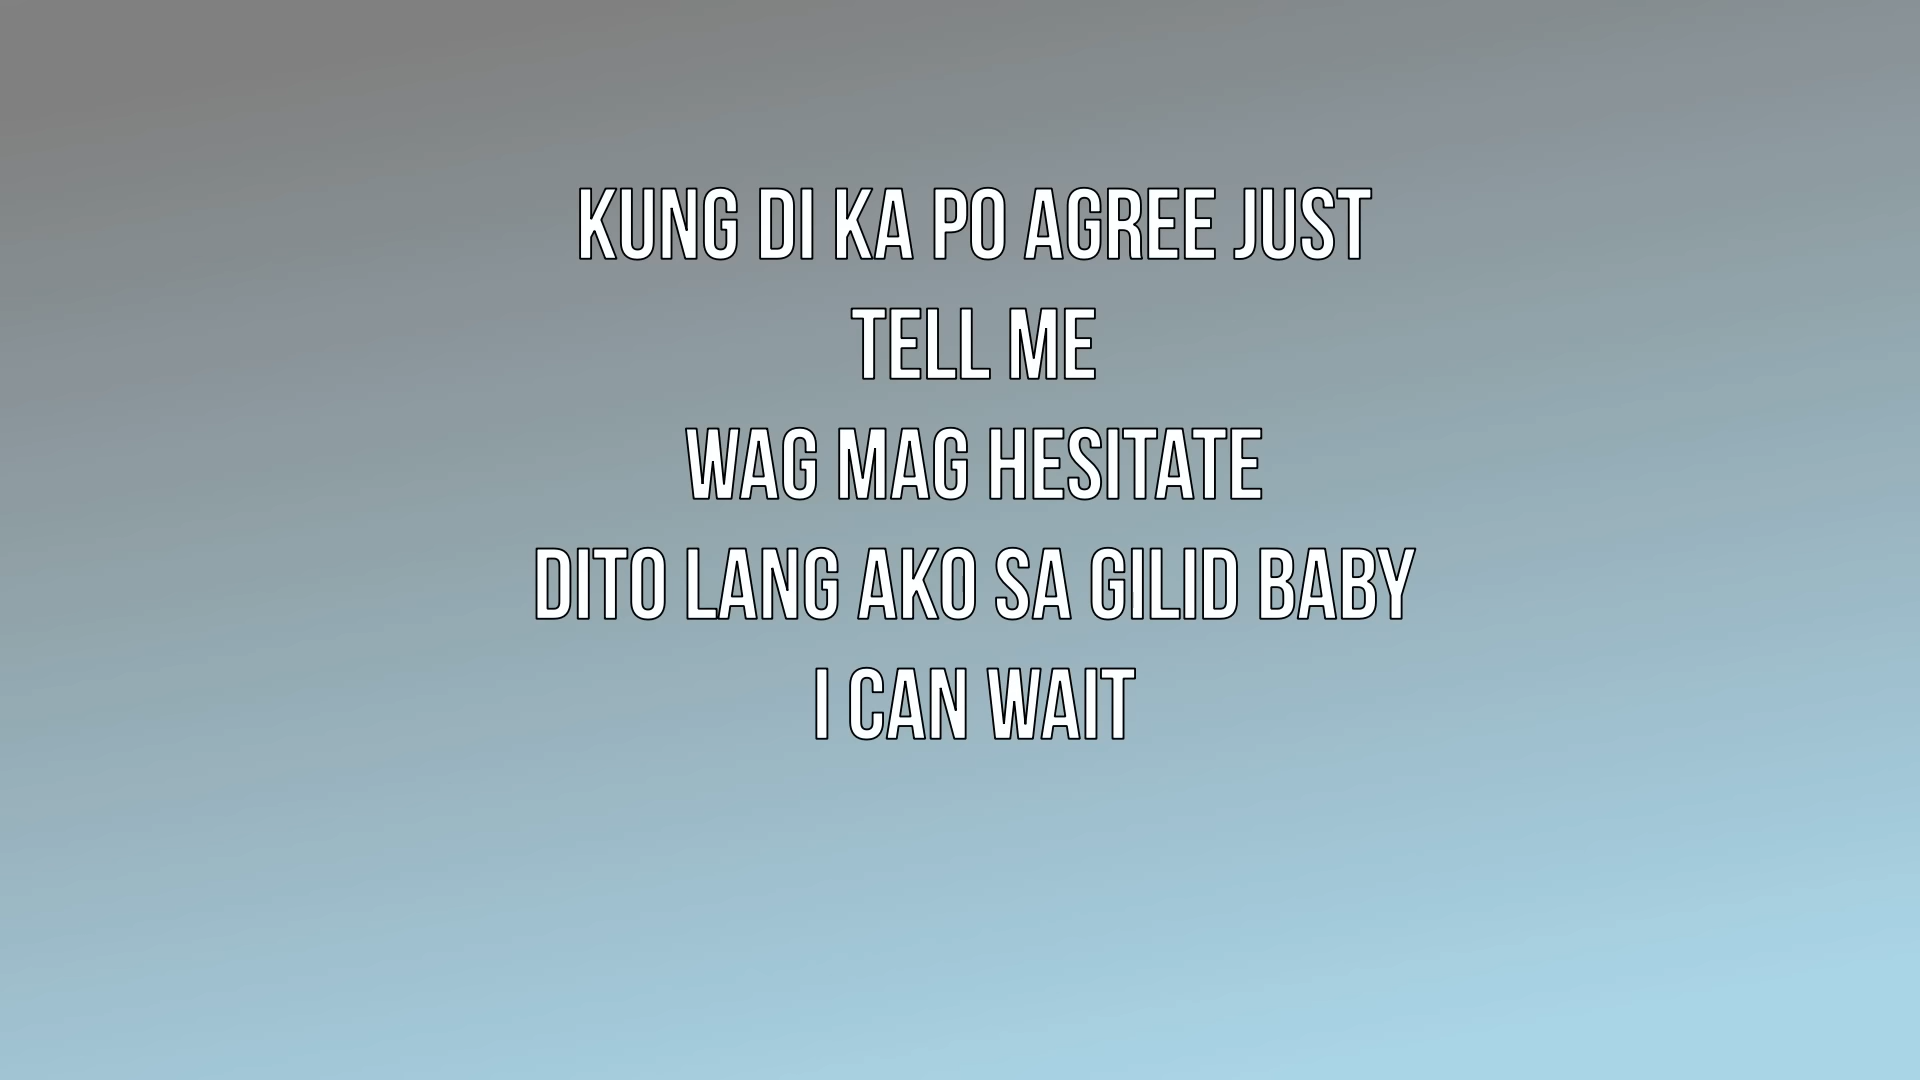 KUNG DI KA PO AGREE JUST
TELL ME
WAG MAG HESITATE
DITO LANG AKO SA GILID BABY
I CAN WAIT